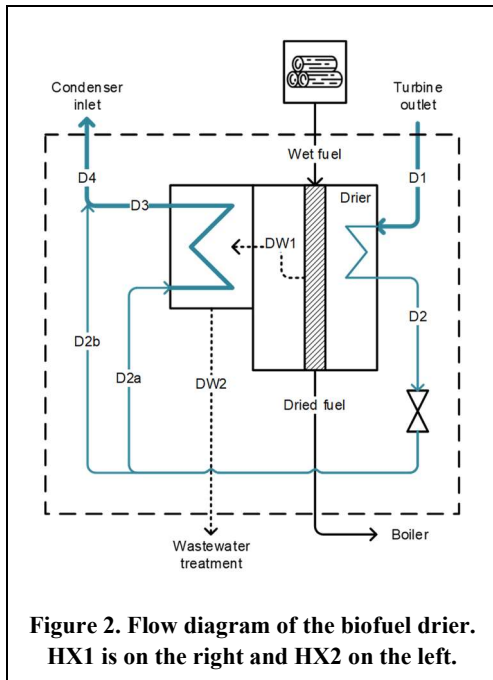 Condenser
inlet
Turbine
outlet
Wet fuel
D4
D1
D3
Drier
DW1
D2
D2b
D2a
DW2
Dried fuel
Wastewater
treatment
Boiler
Figure 2. Flow diagram of the biofuel drier.
HX1 is on the right and HX2 on the left.